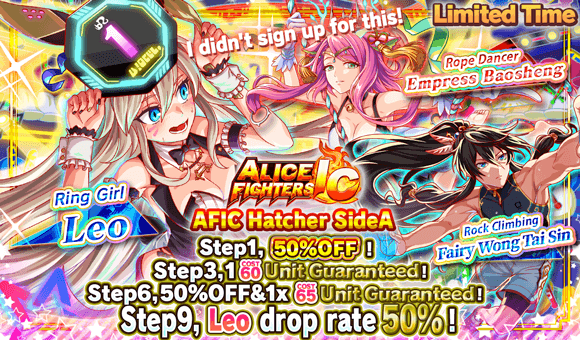 Limited Time
I didn't sign up for this!
1
Rope Dancer
Empress Baosheng
ALICE
FIGHTERS IC
Ring Girl
Leo
AFIC Hatcher SideA
Rock Climbing
Fairy Wong Tai Sin
Step1, 50%OFF !
Step3,1 COST 60 Unit Guaranteed!
Step6,50%OFF&1x COST 65 Unit Guaranteed!
Step9, Leo drop rate 50%!